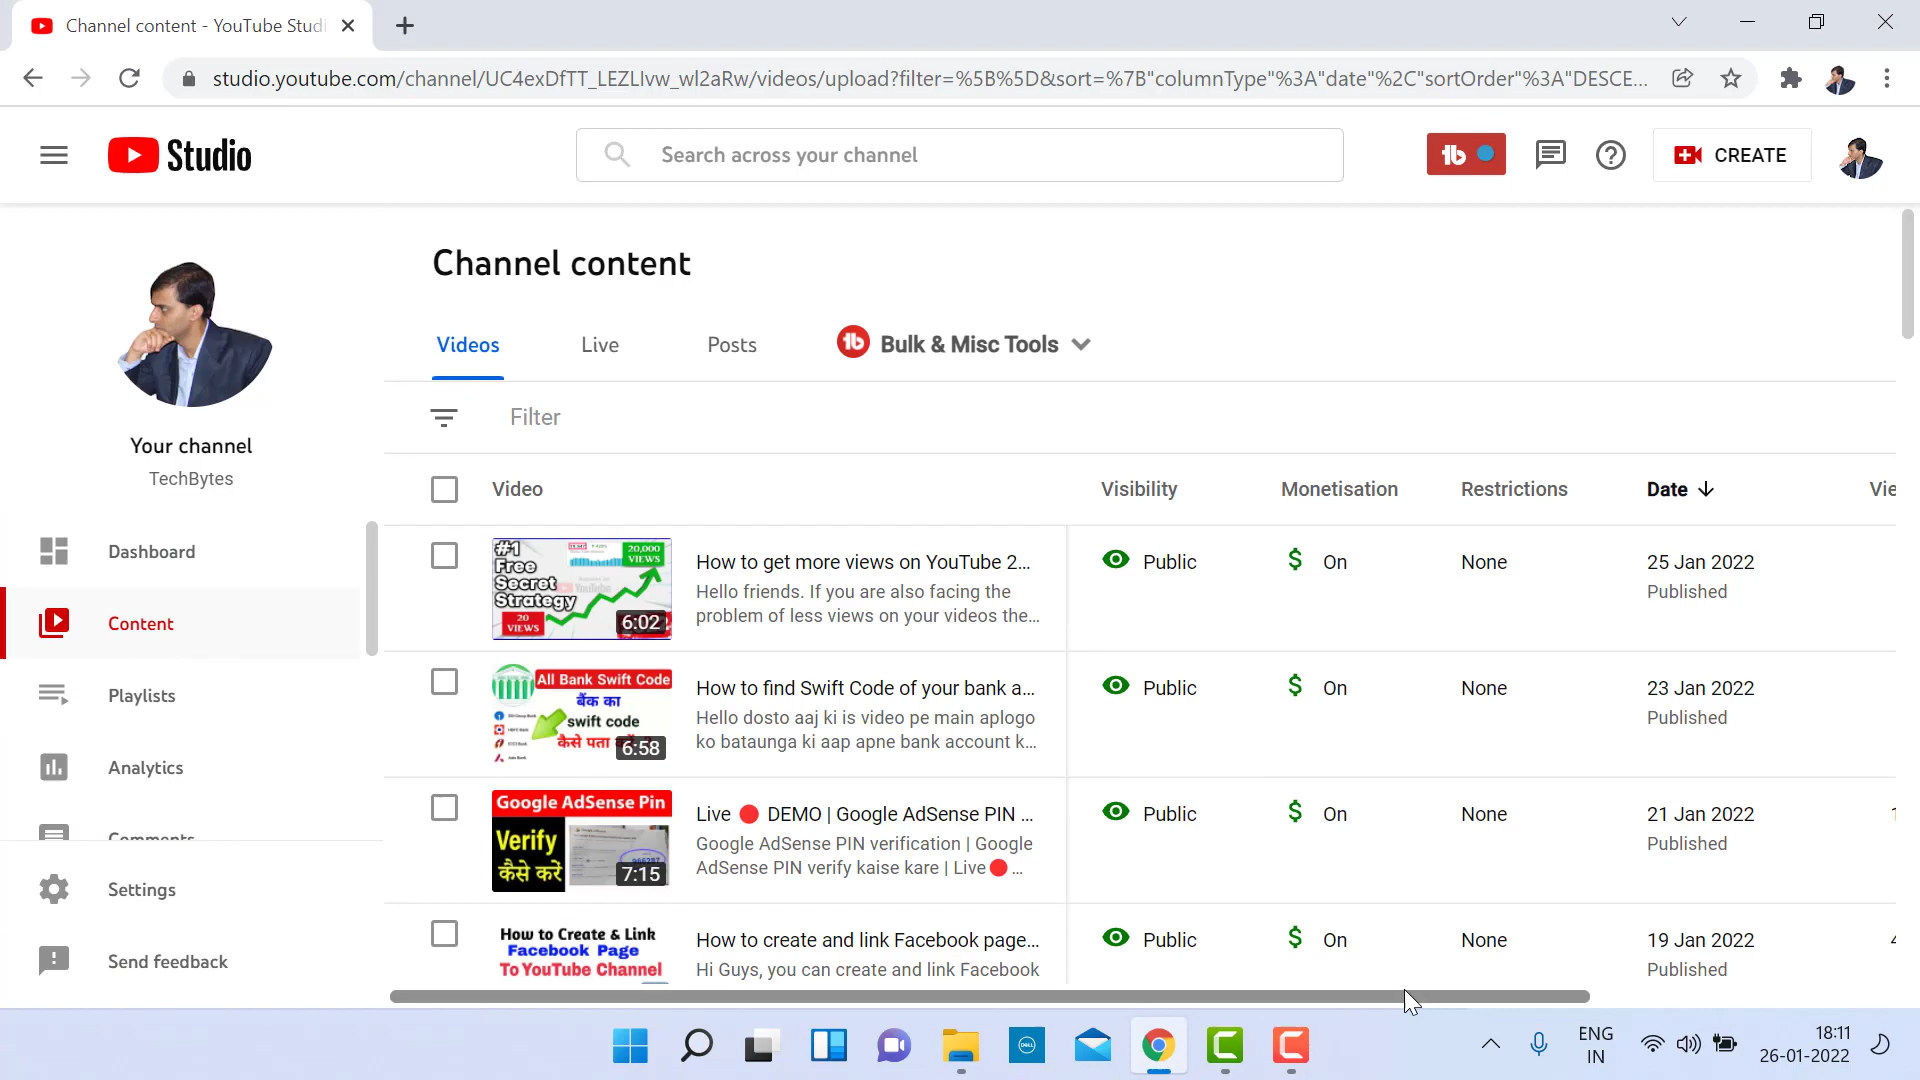 Channel content - YouTube Studi
studio.youtube.com/channel/UC4exDfTT_LEZLIvw_wl2aRw/videos/upload?filter=%5B%5D&sort=%7B"columnType"%3A"date"%2C"sortOrder"%3A"DESCE...
Studio
Search across your channel
CREATE
Channel content
Videos Live Posts Bulk & Misc Tools
Filter
Your channel
TechBytes
Dashboard
Content
Playlists
Analytics
Comments
Settings
Send feedback
Video Visibility Monetisation Restrictions Date Vie
#1
Free
Secret
Strategy
20,000
VIEWS
20
VIEWS
6:02
How to get more views on YouTube 2...
Hello friends. If you are also facing the
problem of less views on your videos the...
Public On None 25 Jan 2022
Published
All Bank Swift Code
बैंक का
swift code
कैसे पता
6:58
How to find Swift Code of your bank a...
Hello dosto aaj ki is video pe main aplogo
ko bataunga ki aap apne bank account k...
Public On None 23 Jan 2022
Published
Google AdSense Pin
Verify
कैसे करें
7:15
Live 🔴 DEMO | Google AdSense PIN ...
Google AdSense PIN verification | Google
AdSense PIN verify kaise kare | Live🔴 ...
Public On None 21 Jan 2022
Published
How to Create & Link
Facebook Page
To YouTube Channel
How to create and link Facebook page...
Hi Guys, you can create and link Facebook
Public On None 19 Jan 2022
Published
DELL
ENG
IN
18:11
26-01-2022